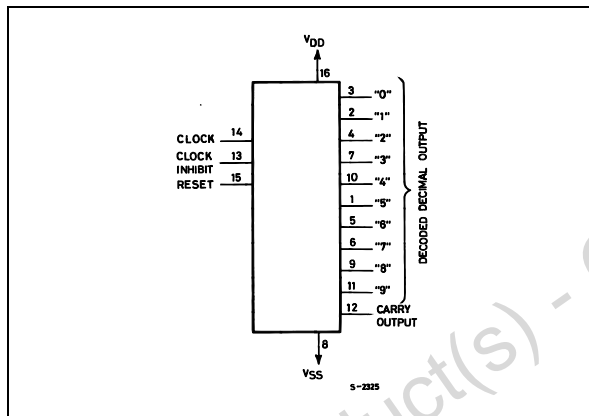 VDD
16
3 "0"
2 "1"
4 "2"
7 "3"
10 "4"
1 "5"
5 "6"
6 "7"
9 "8"
11 "9"
12 CARRY
OUTPUT
DECODED DECIMAL OUTPUT
CLOCK 14
CLOCK 13
INHIBIT
RESET 15
8
VSS
S-2325
duct(s) -